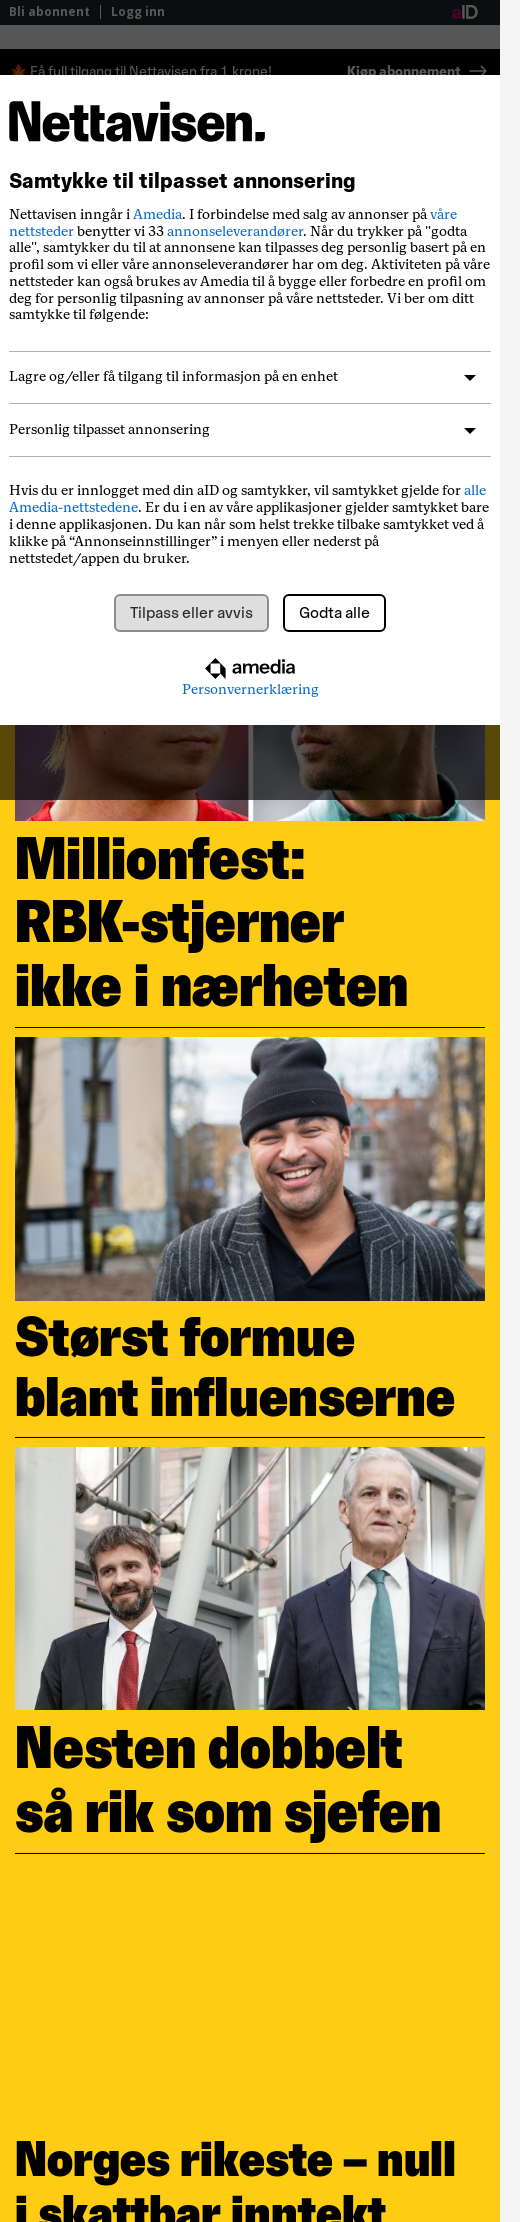 Bli abonnent | Logg inn
aID
🍁 Få full tilgang til Nettavisen fra 1 krone! Kjøp abonnement →
Nettavisen.
Samtykke til tilpasset annonsering
Nettavisen inngår i Amedia. I forbindelse med salg av annonser på våre
nettsteder benytter vi 33 annonseleverandører. Når du trykker på "godta
alle", samtykker du til at annonsene kan tilpasses deg personlig basert på en
profil som vi eller våre annonseleverandører har om deg. Aktiviteten på våre
nettsteder kan også brukes av Amedia til å bygge eller forbedre en profil om
deg for personlig tilpasning av annonser på våre nettsteder. Vi ber om ditt
samtykke til følgende:
Lagre og/eller få tilgang til informasjon på en enhet
Personlig tilpasset annonsering
Hvis du er innlogget med din aID og samtykker, vil samtykket gjelde for alle
Amedia-nettstedene. Er du i en av våre applikasjoner gjelder samtykket bare
i denne applikasjonen. Du kan når som helst trekke tilbake samtykket ved å
klikke på “Annonseinnstillinger” i menyen eller nederst på
nettstedet/appen du bruker.
Tilpass eller avvis
Godta alle
amedia
Personvernerklæring
Millionfest:
RBK-stjerner
ikke i nærheten
Størst formue
blant influenserne
Nesten dobbelt
så rik som sjefen
Norges rikeste – null
i skattbar inntekt